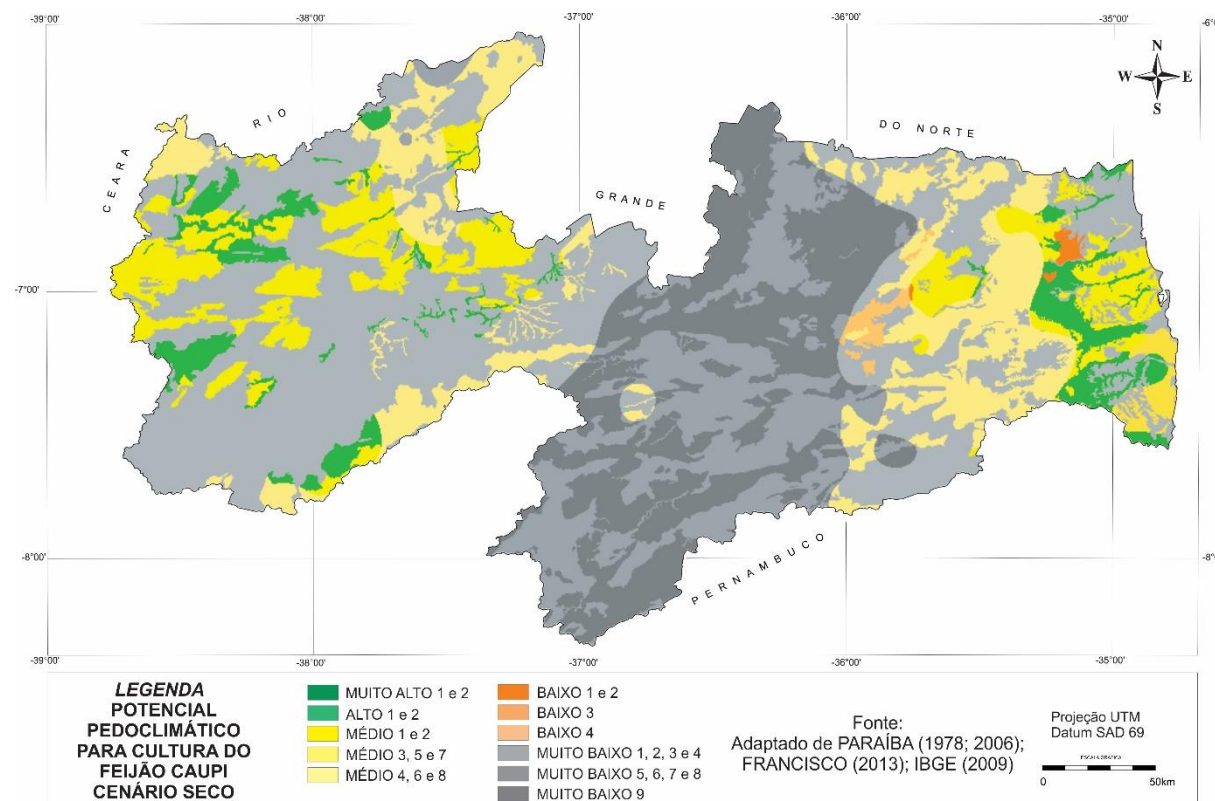 -39°00'
-38°00'
-37°00'
-36°00'
-35°00'
-6°
N
W E
S
RIO
DO NORTE
CEARA
GRANDE
-7°00'
-7°
-8°00'
-8°
PERNAMBUCO
-39°00'
-38°00'
-37°00'
-36°00'
-35°00'
LEGENDA
POTENCIAL
PEDOCLIMÁTICO
PARA CULTURA DO
FEIJÃO CAUPI
CENÁRIO SECO
MUITO ALTO 1 e 2
ALTO 1 e 2
MÉDIO 1 e 2
MÉDIO 3, 5 e 7
MÉDIO 4, 6 e 8
BAIXO 1 e 2
BAIXO 3
BAIXO 4
MUITO BAIXO 1, 2, 3 e 4
MUITO BAIXO 5, 6, 7 e 8
MUITO BAIXO 9
Fonte:
Adaptado de PARAÍBA (1978; 2006);
FRANCISCO (2013); IBGE (2009)
Projeção UTM
Datum SAD 69
ESCALA GRÁFICA
0 50km